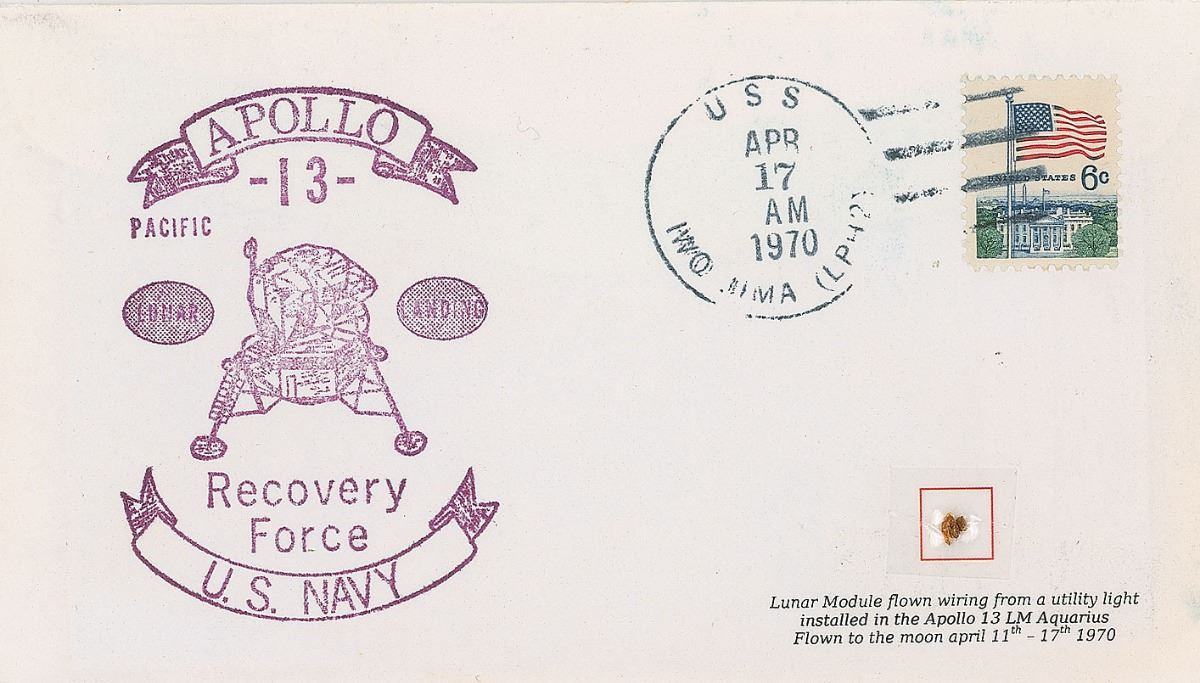 APOLLO
-13-
PACIFIC
LUNAR
LANDING
Recovery
Force
U.S. NAVY
USS
APR
17
AM
1970
IWO JIMA (LPH2)
UNITED STATES 6c
Lunar Module flown wiring from a utility light
installed in the Apollo 13 LM Aquarius
Flown to the moon april 11th - 17th 1970